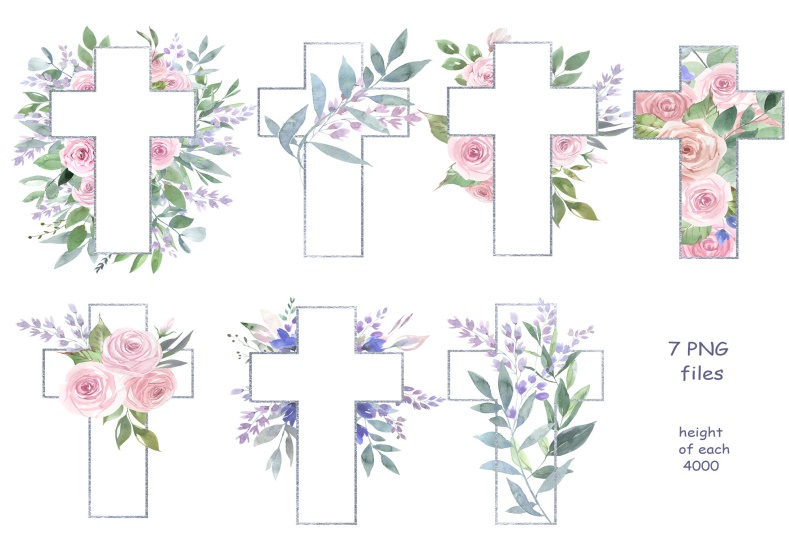 7 PNG
files
height
of each
4000